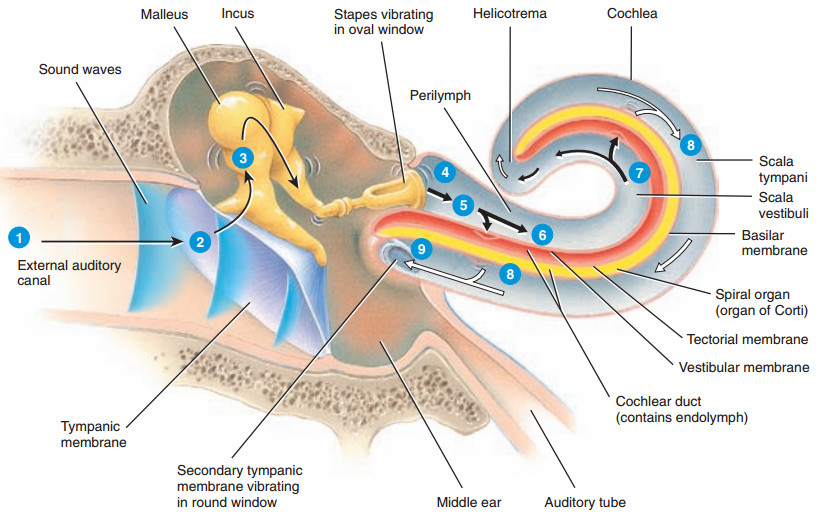 Malleus
Incus
Stapes vibrating
in oval window
Helicotrema
Cochlea
Sound waves
Perilymph
3
4
8
7
Scala
tympani
5
Scala
vestibuli
1
2
6
9
8
Basilar
membrane
External auditory
canal
Spiral organ
(organ of Corti)
Tectorial membrane
Vestibular membrane
Cochlear duct
(contains endolymph)
Tympanic
membrane
Secondary tympanic
membrane vibrating
in round window
Middle ear
Auditory tube